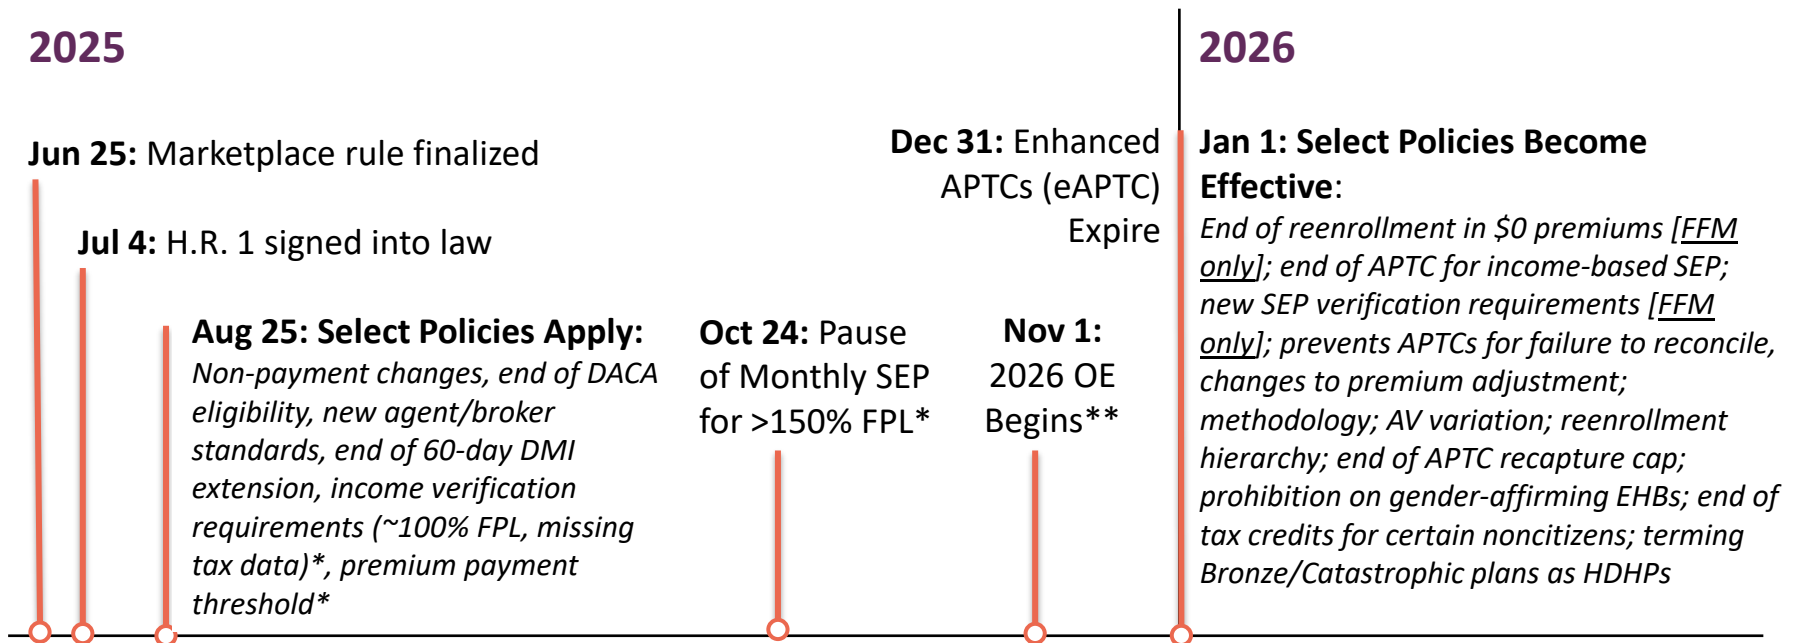 2025
Jun 25: Marketplace rule finalized
Jul 4: H.R. 1 signed into law
Aug 25: Select Policies Apply:
Non-payment changes, end of DACA
eligibility, new agent/broker
standards, end of 60-day DMI
extension, income verification
requirements (~100% FPL, missing
tax data)*, premium payment
threshold*
Oct 24: Pause
of Monthly SEP
for >150% FPL*
Nov 1:
2026 OE
Begins**
Dec 31: Enhanced
APTCs (eAPTC)
Expire
2026
Jan 1: Select Policies Become
Effective:
End of reenrollment in $0 premiums [FFM
only]; end of APTC for income-based SEP;
new SEP verification requirements [FFM
only]; prevents APTCs for failure to reconcile,
changes to premium adjustment;
methodology; AV variation; reenrollment
hierarchy; end of APTC recapture cap;
prohibition on gender-affirming EHBs; end of
tax credits for certain noncitizens; terming
Bronze/Catastrophic plans as HDHPs